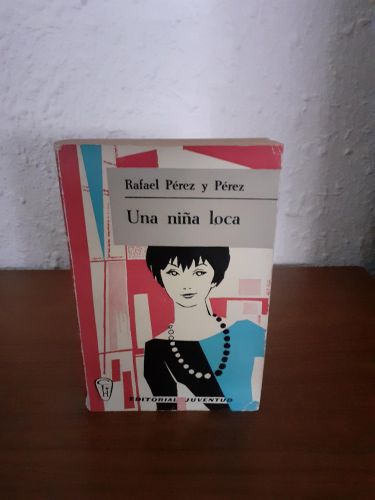 Rafael Pérez y Pérez
Una niña loca
EDITORIAL JUVENTUD